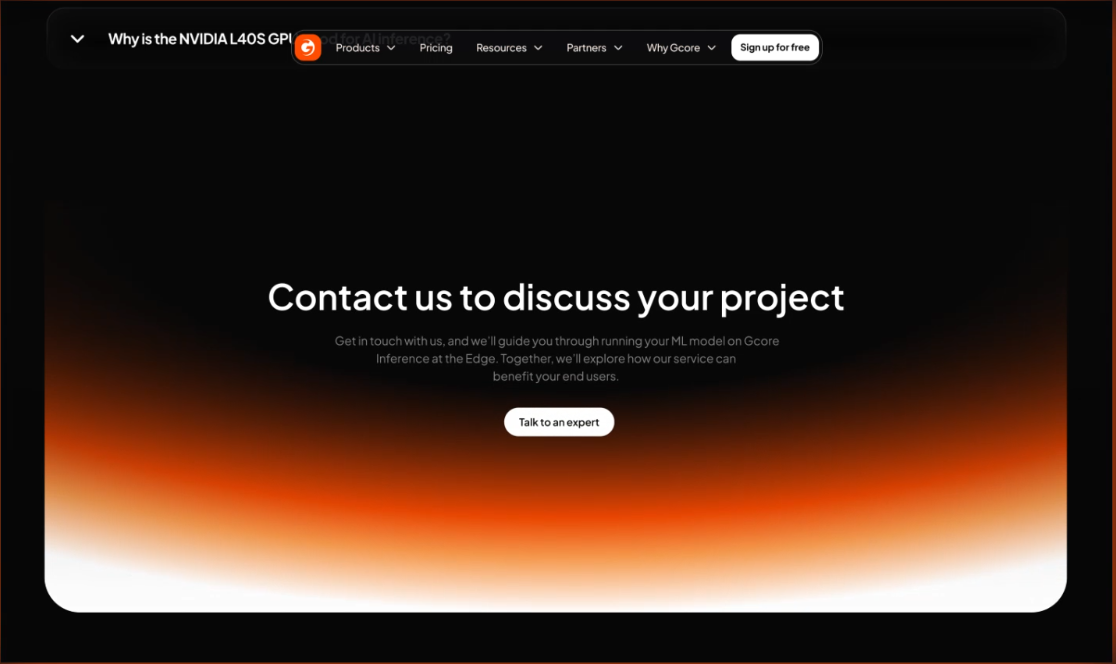 Why is the NVIDIA L40S GPU good for AI inference?
Products
Pricing
Resources
Partners
Why Gcore
Sign up for free
Contact us to discuss your project
Get in touch with us, and we'll guide you through running your ML model on Gcore
Inference at the Edge. Together, we'll explore how our service can
benefit your end users.
Talk to an expert